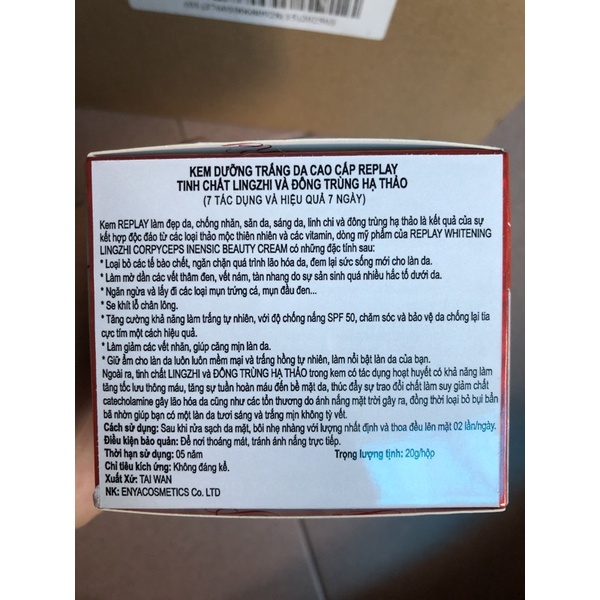 KEM DƯỠNG TRẮNG DA CAO CẤP REPLAY
TINH CHẤT LINGZHI VÀ ĐÔNG TRÙNG HẠ THẢO
(7 TÁC DỤNG VÀ HIỆU QUẢ 7 NGÀY)
Kem REPLAY làm đẹp da, chống nhăn, săn da, sáng da, linh chi và đông trùng hạ thảo là kết quả của sự
kết hợp độc đáo từ các loại thảo mộc thiên nhiên và các vitamin, dòng mỹ phẩm của REPLAY WHITENING
LINGZHI CORPYCEPS INENSIC BEAUTY CREAM có những đặc tính sau:
* Loại bỏ các tế bào chết, ngăn chặn quá trình lão hóa da, đem lại sức sống mới cho làn da.
* Làm mờ dần các vết thâm đen, vết nám, tàn nhang do sự sản sinh quá nhiều hắc tố dưới da.
* Ngăn ngừa và lấy đi các loại mụn trứng cá, mụn đầu đen...
* Se khít lỗ chân lông.
* Tăng cường khả năng làm trắng tự nhiên, với độ chống nắng SPF 50, chăm sóc và bảo vệ da chống lại tia
cực tím một cách hiệu quả.
* Làm giảm các vết nhăn, giúp căng mịn làn da.
* Giữ ẩm cho làn da luôn luôn mềm mại và trắng hồng tự nhiên, làm nổi bật làn da của bạn.
Ngoài ra, tinh chất LINGZHI và ĐÔNG TRÙNG HẠ THẢO trong kem có tác dụng hoạt huyết có khả năng làm
tăng tốc lưu thông máu, tăng sự tuần hoàn máu đến bề mặt da, thúc đẩy sự trao đổi chất làm suy giảm chất
catecholamine gây lão hóa da cũng như các tổn thương do ánh nắng mặt trời gây ra, đồng thời loại bỏ bụi bẩn
bã nhờn giúp bạn có một làn da tươi sáng và trắng mịn không tỳ vết.
Cách sử dụng: Sau khi rửa sạch da mặt, bôi nhẹ nhàng với lượng nhất định và thoa đều lên mặt 02 lần/ngày.
Điều kiện bảo quản: Để nơi thoáng mát, tránh ánh nắng trực tiếp.
Thời hạn sử dụng: 05 năm Trọng lượng tịnh: 20g/hộp
Chỉ tiêu kích ứng: Không đáng kể.
Xuất Xứ: TAI WAN
NK: ENYACOSMETICS Co. LTD